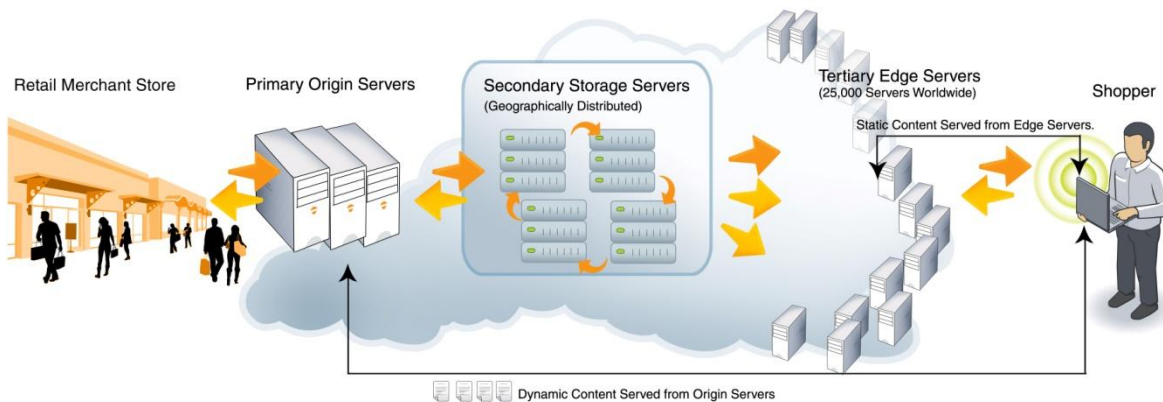 Retail Merchant Store
Primary Origin Servers
Secondary Storage Servers
(Geographically Distributed)
Tertiary Edge Servers
(25,000 Servers Worldwide)
Shopper
Static Content Served from Edge Servers.
Dynamic Content Served from Origin Servers